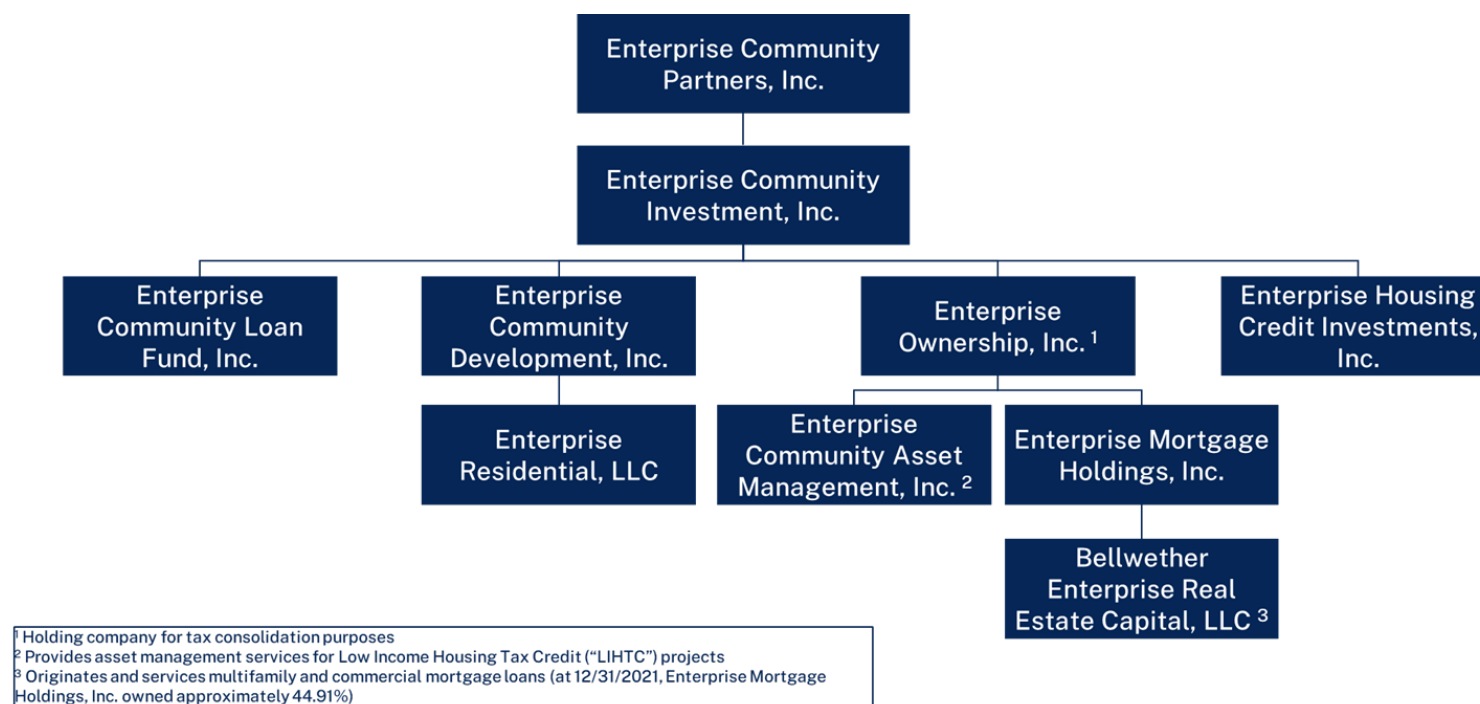 Enterprise Community
Partners, Inc.
Enterprise Community
Investment, Inc.
Enterprise
Community Loan
Fund, Inc.
Enterprise
Community
Development, Inc.
Enterprise
Ownership, Inc. ¹
Enterprise Housing
Credit Investments,
Inc.
Enterprise
Residential, LLC
Enterprise
Community Asset
Management, Inc. ²
Enterprise Mortgage
Holdings, Inc.
Bellwether
Enterprise Real
Estate Capital, LLC ³
¹ Holding company for tax consolidation purposes
² Provides asset management services for Low Income Housing Tax Credit (“LIHTC”) projects
³ Originates and services multifamily and commercial mortgage loans (at 12/31/2021, Enterprise Mortgage
Holdings, Inc. owned approximately 44.91%)